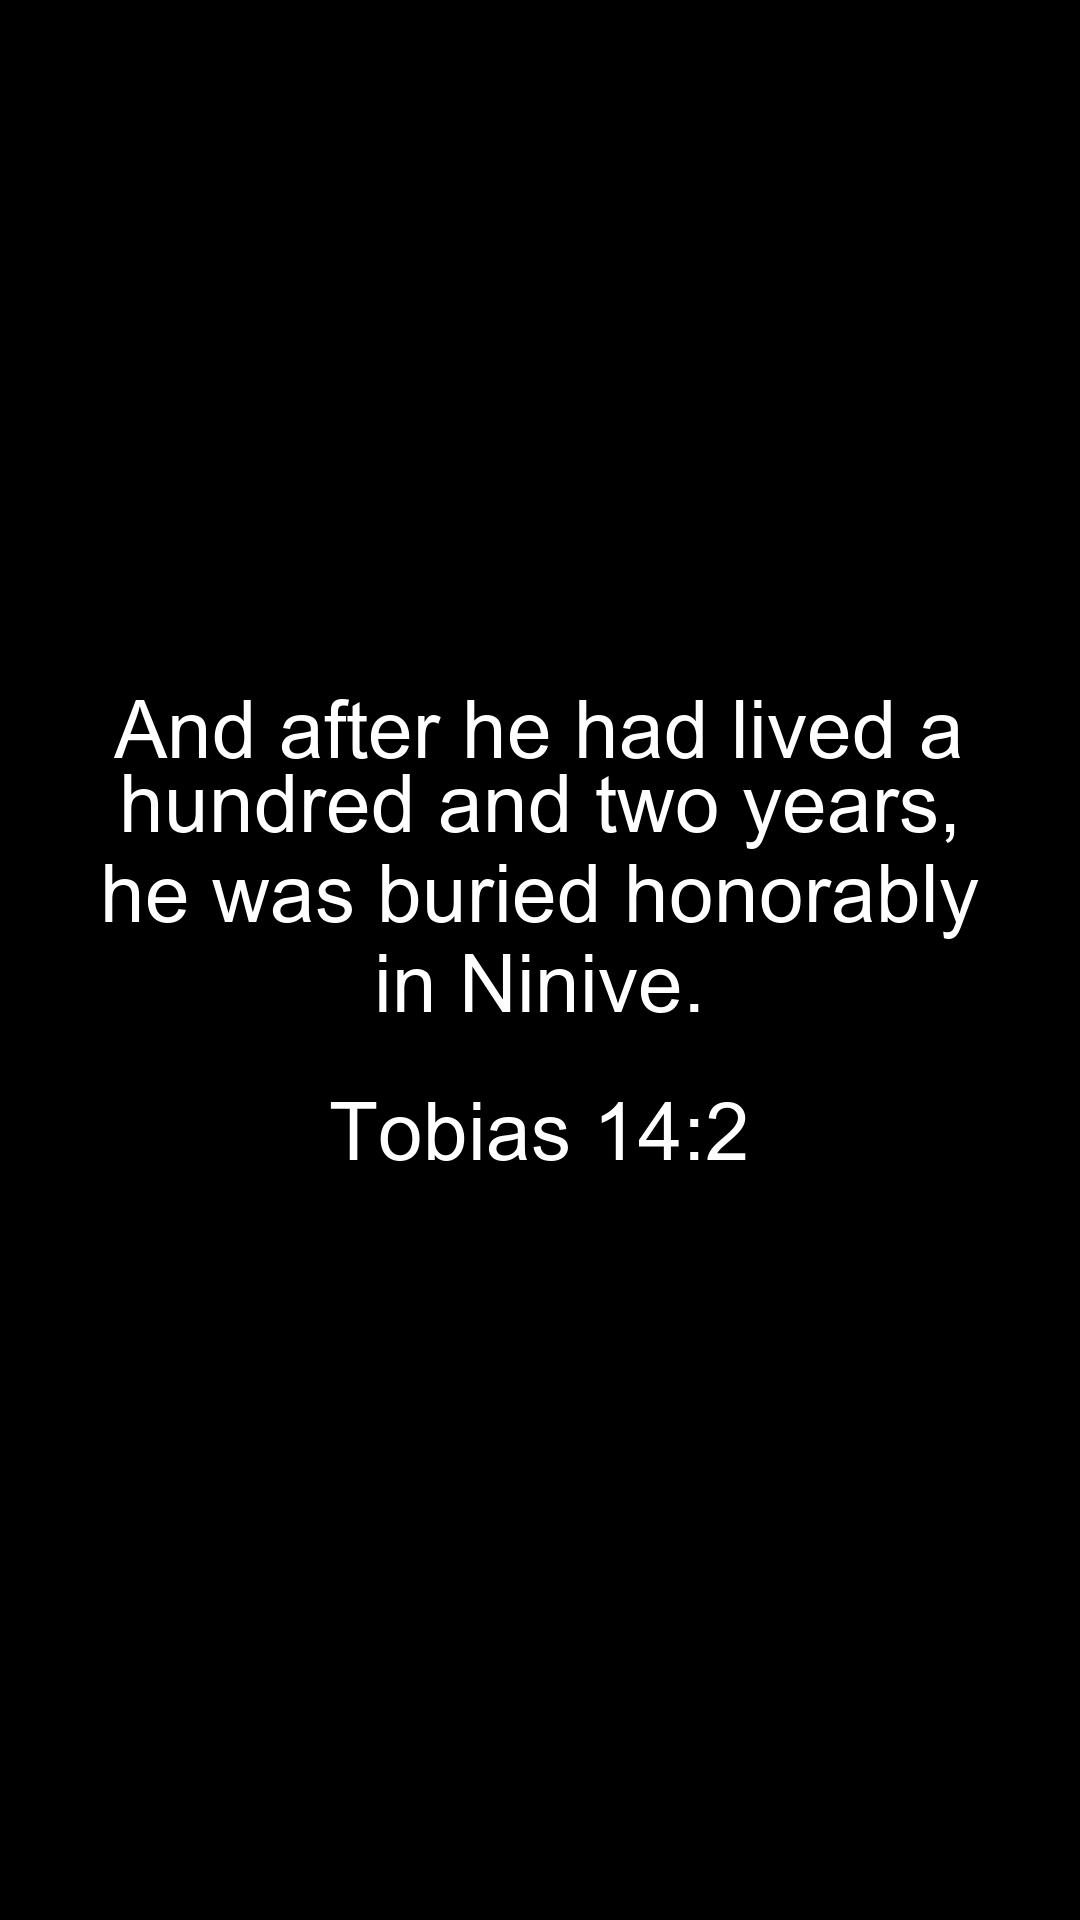 And after he had lived a
hundred and two years,
he was buried honorably
in Ninive.
Tobias 14:2